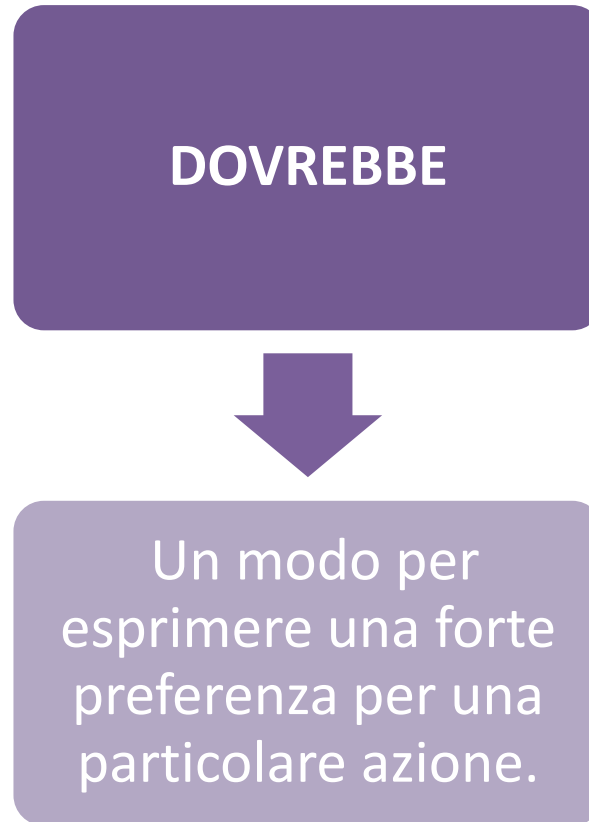 DOVREBBE
Un modo per
esprimere una forte
preferenza per una
particolare azione.